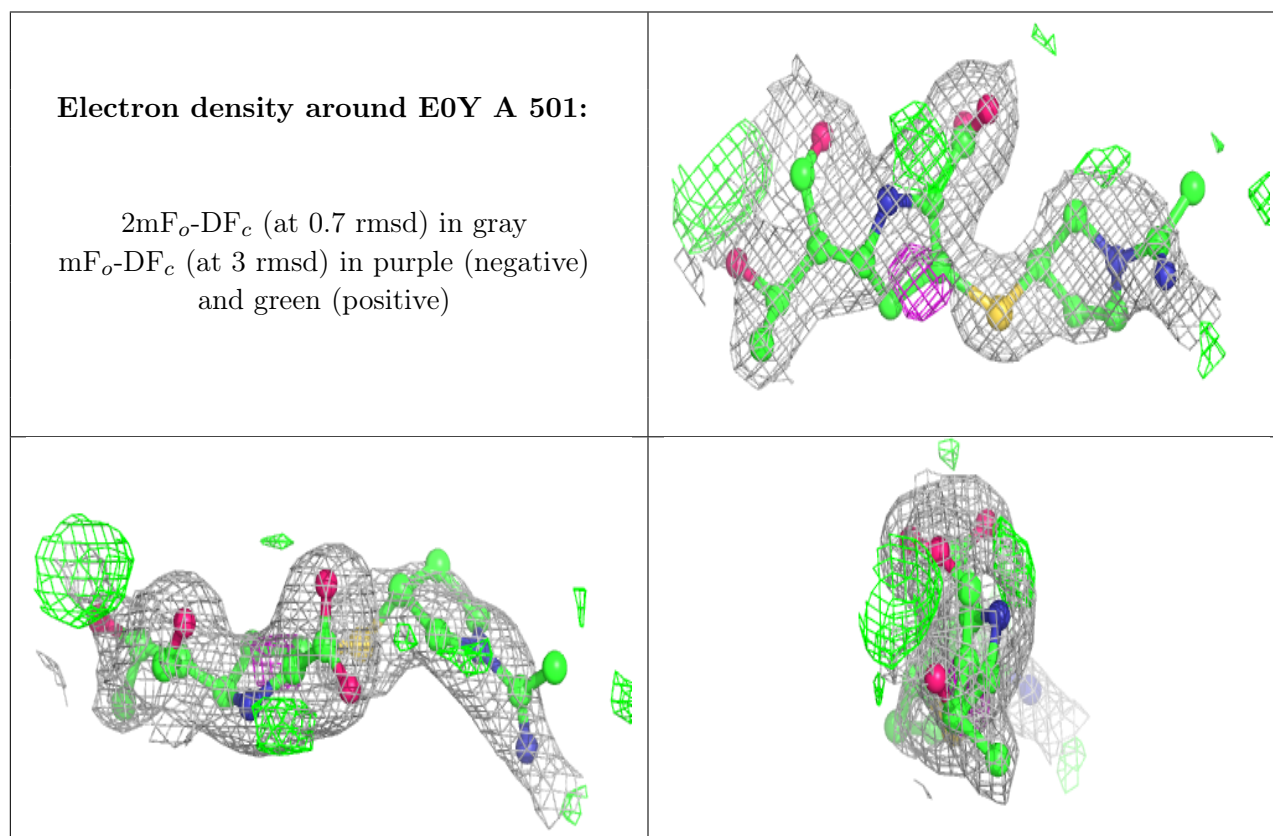 Electron density around E0Y A 501:
2mFₒ-DF𝒸 (at 0.7 rmsd) in gray
mFₒ-DF𝒸 (at 3 rmsd) in purple (negative)
and green (positive)